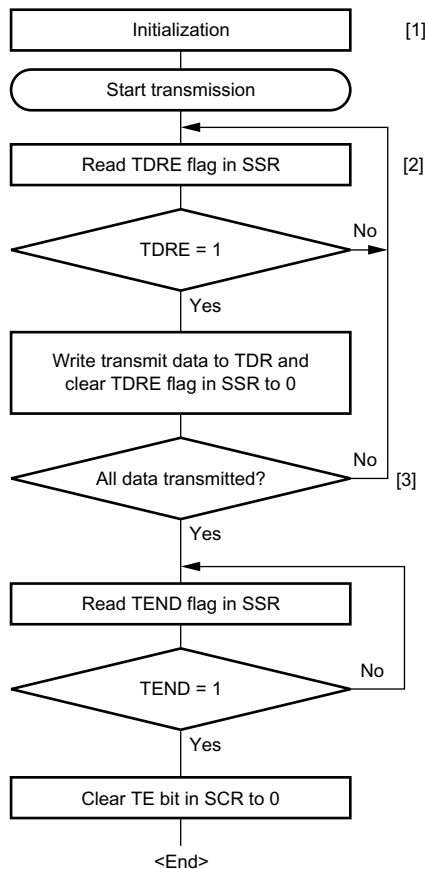 Initialization [1]
Start transmission
Read TDRE flag in SSR [2]
No
TDRE = 1
Yes
Write transmit data to TDR and
clear TDRE flag in SSR to 0
No
All data transmitted? [3]
Yes
Read TEND flag in SSR
No
TEND = 1
Yes
Clear TE bit in SCR to 0
<End>